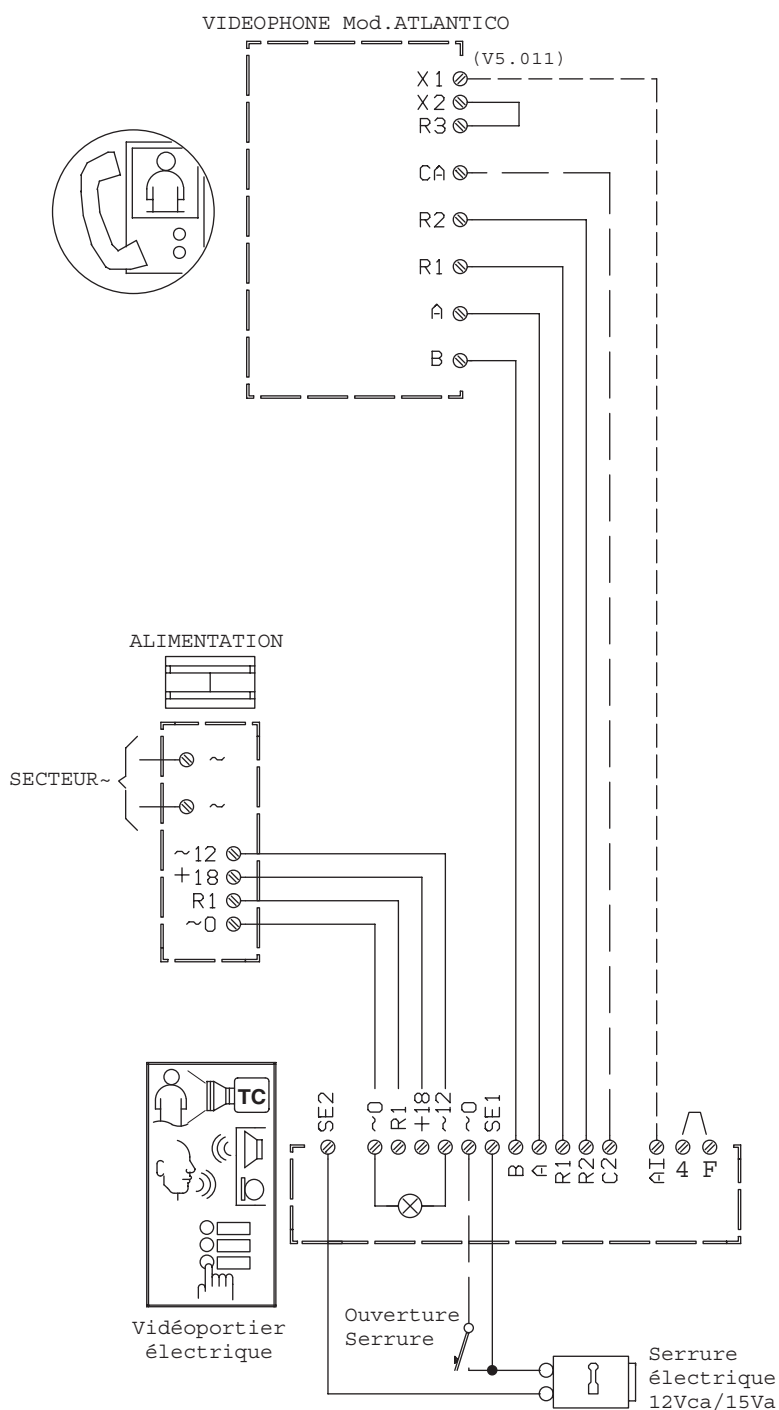 VIDEOPHONE Mod.ATLANTICO
(V5.011)
X1
X2
R3
CA
R2
R1
A
B
ALIMENTATION
SECTEUR~
~
~
~12
+18
R1
~0
TC
SE2
~0
R1
+18
~12
~0
SE1
B
A
R1
R2
C2
AI
4
F
Vidéoportier
électrique
Ouverture
Serrure
Serrure
électrique
12Vca/15Va